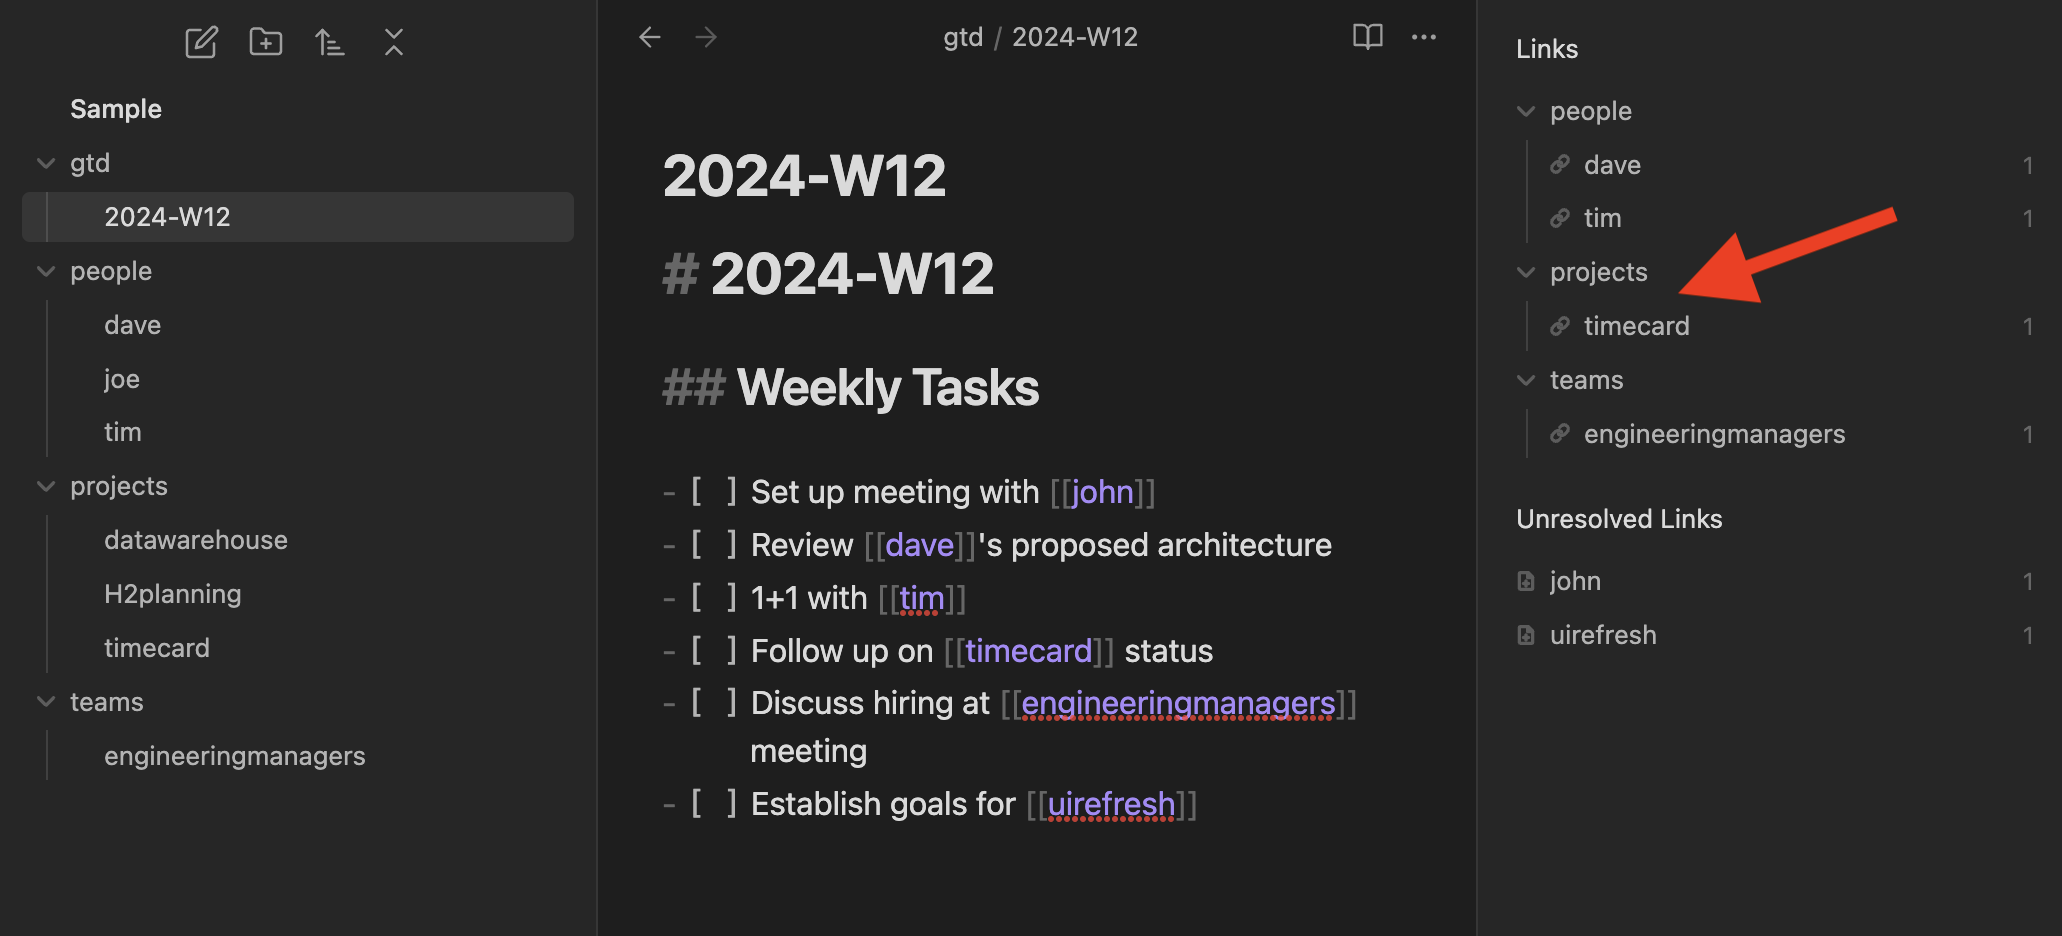 Sample
gtd
2024-W12
people
dave
joe
tim
projects
datawarehouse
H2planning
timecard
teams
engineeringmanagers
gtd / 2024-W12
2024-W12
# 2024-W12
## Weekly Tasks
- [ ] Set up meeting with [[john]]
- [ ] Review [[dave]]'s proposed architecture
- [ ] 1+1 with [[tim]]
- [ ] Follow up on [[timecard]] status
- [ ] Discuss hiring at [[engineeringmanagers]]
meeting
- [ ] Establish goals for [[uirefresh]]
Links
people
dave 1
tim 1
projects
timecard 1
teams
engineeringmanagers 1
Unresolved Links
john 1
uirefresh 1